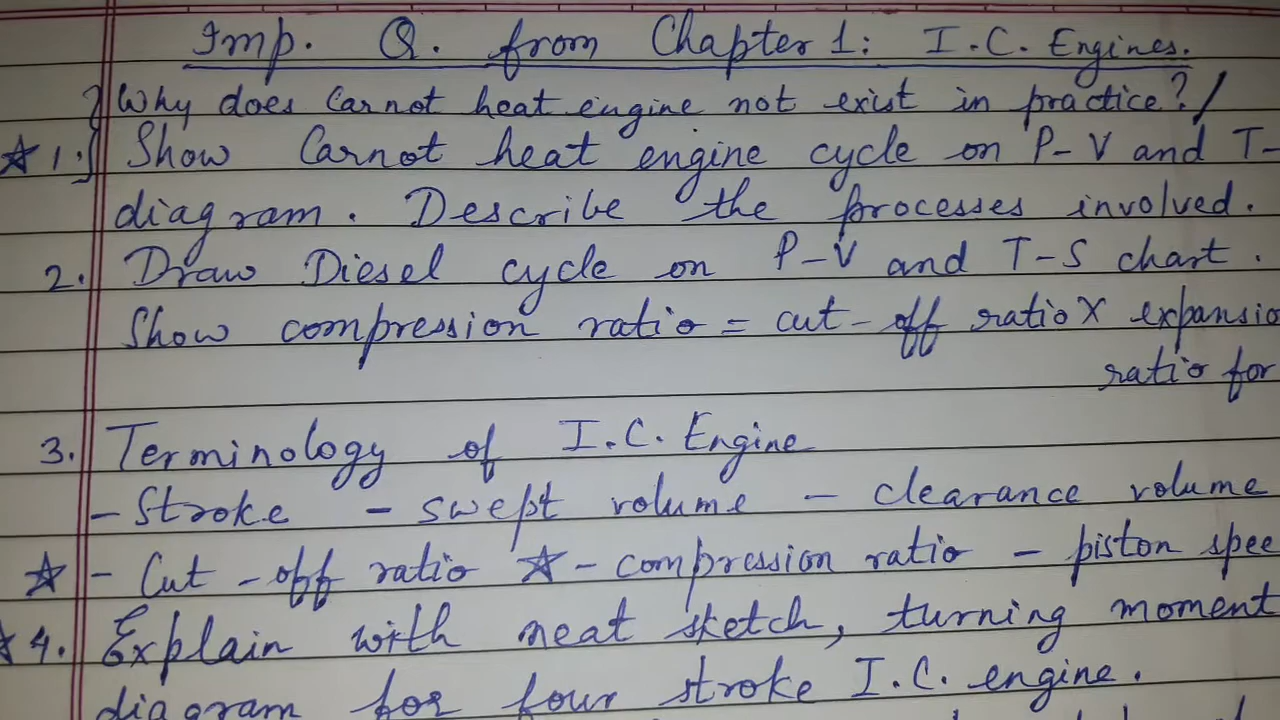 Imp. Q. from Chapter 1: I.C. Engines.
Why does Carnot heat engine not exist in practice?/
☆ 1. Show Carnot heat engine cycle on P-V and T-
diagram. Describe the processes involved.
2. Draw Diesel cycle on P-V and T-S chart.
Show compression ratio = cut-off ratio X expansio
ratio for
3. Terminology of I.C. Engine
- Stroke - swept volume - clearance volume
☆ - Cut-off ratio ☆ - compression ratio - piston spee
☆ 4. Explain with neat sketch, turning moment
diagram for four stroke I.C. engine.